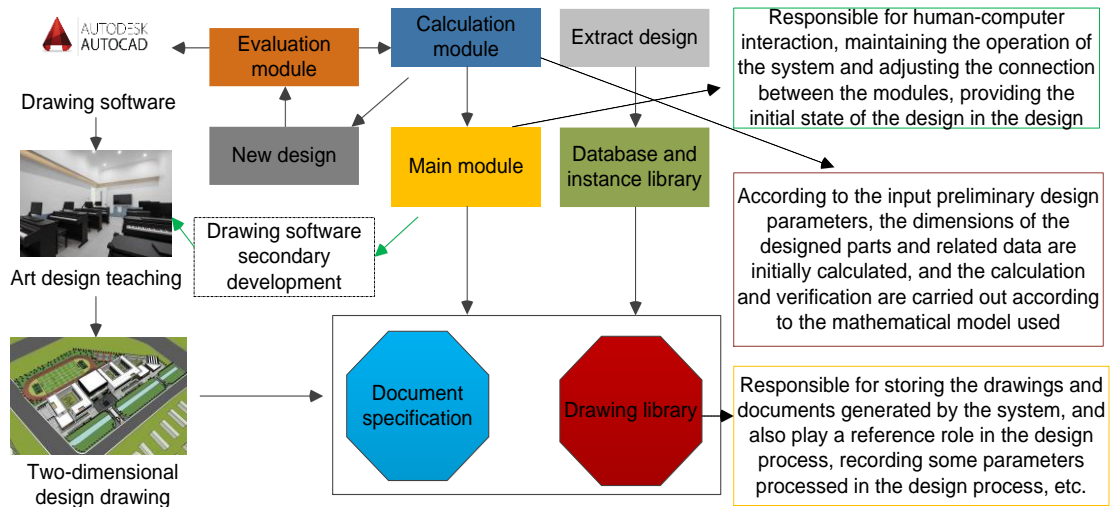 AUTODESK
AUTOCAD
Evaluation
module
Calculation
module
Extract design
Responsible for human-computer
interaction, maintaining the operation of
the system and adjusting the connection
between the modules, providing the
initial state of the design in the design
Drawing software
New design
Main module
Database and
instance library
According to the input preliminary design
parameters, the dimensions of the
designed parts and related data are
initially calculated, and the calculation
and verification are carried out according
to the mathematical model used
Drawing software
secondary
development
Art design teaching
Document
specification
Drawing library
Responsible for storing the drawings and
documents generated by the system, and
also play a reference role in the design
process, recording some parameters
processed in the design process, etc.
Two-dimensional
design drawing